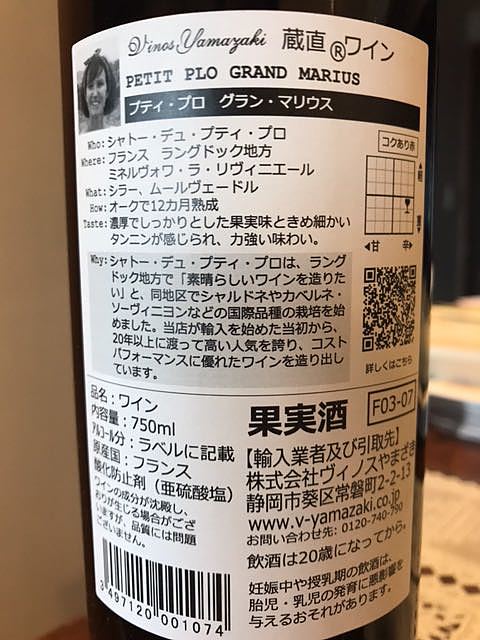 Vinos Yamazaki 蔵直®ワイン
PETIT PLO GRAND MARIUS
プティ・プロ グラン・マリウス
Who:シャトー・デュ・プティ・プロ
Where:フランス ラングドック地方
ミネルヴォワ・ラ・リヴィニエール
What:シラー、ムールヴェードル
How:オークで12カ月熟成
Taste:濃厚でしっかりとした果実味ときめ細かい
タンニンが感じられ、力強い味わい。
コクあり赤
▲軽
重▼
◀甘 辛▶
Why:シャトー・デュ・プティ・プロは、ラング
ドック地方で「素晴らしいワインを造りた
い」と、同地区でシャルドネやカベルネ・
ソーヴィニヨンなどの国際品種の栽培を始
めました。当店が輸入を始めた当初から、
20年以上に渡って高い人気を誇り、コスト
パフォーマンスに優れたワインを造り出し
ています。
詳しくはこちら
品名:ワイン
内容量:750ml
アルコール分:ラベルに記載
原産国:フランス
酸化防止剤(亜硫酸塩)
ワインの成分が沈殿し、
おりが生じる場合がござ
いますが、品質には問題
ございません。
3 497120 001074
果実酒
F03-07
【輸入業者及び引取先】
株式会社ヴィノスやまざき
静岡市葵区常磐町2-2-13
www.v-yamazaki.co.jp
お問い合わせ先:0120-740-790
飲酒は20歳になってから。
妊娠中や授乳期の飲酒は、
胎児・乳児の発育に悪影響を
与えるおそれがあります。